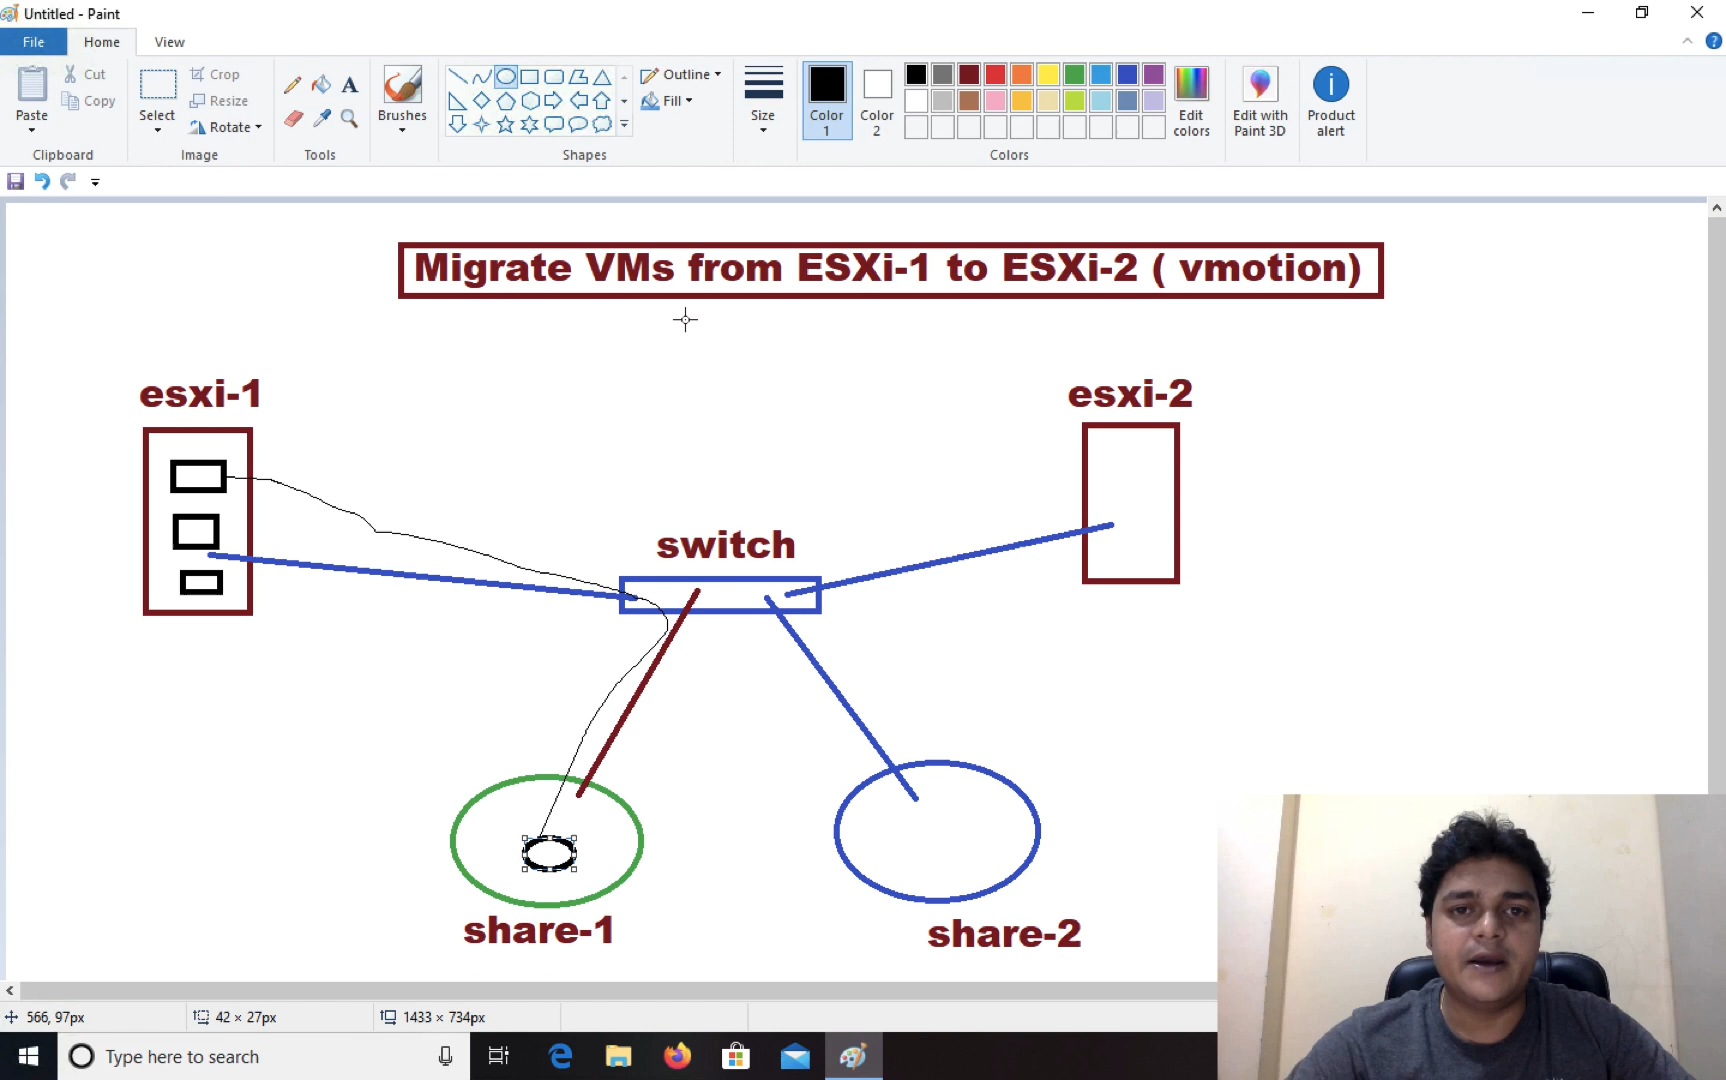 Untitled - Paint
File Home View
Cut
Copy
Paste
Clipboard
Crop
Resize
Rotate
Select
Image
Tools
Brushes
Outline
Fill
Shapes
Size
Color 1
Color 2
Edit colors
Colors
Edit with Paint 3D
Product alert
Migrate VMs from ESXi-1 to ESXi-2 ( vmotion)
esxi-1
esxi-2
switch
share-1
share-2
566, 97px
42 × 27px
1433 × 734px
Type here to search